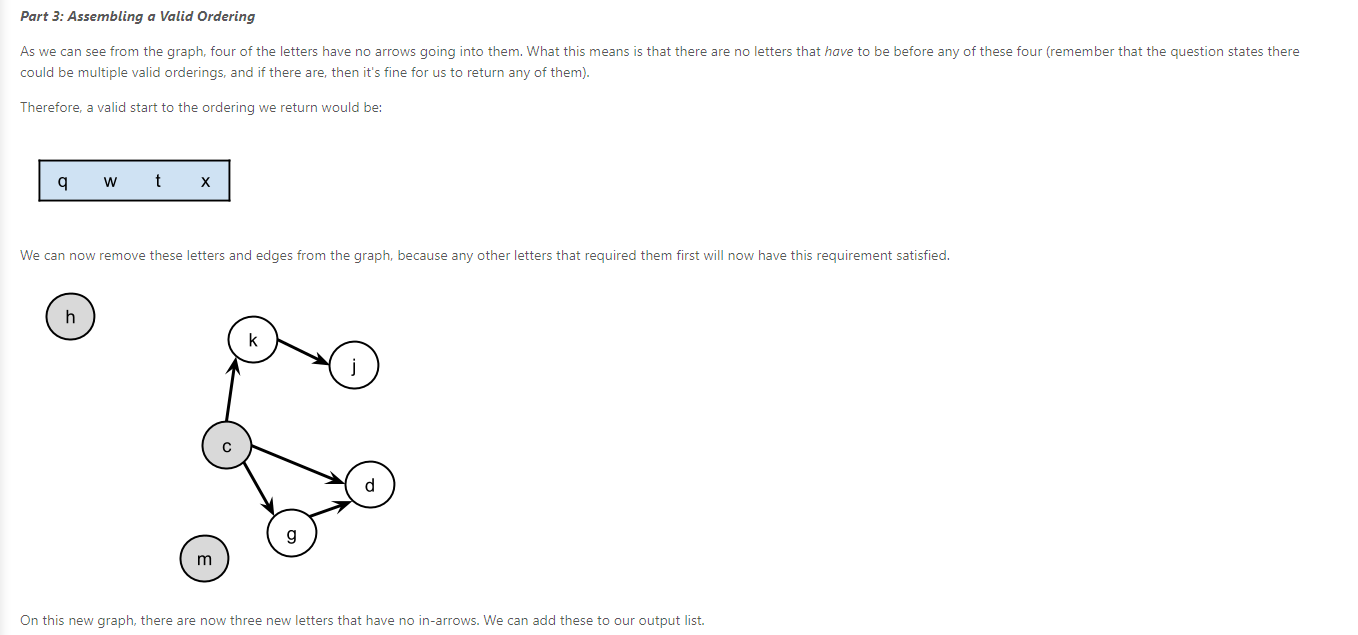 Part 3: Assembling a Valid Ordering
As we can see from the graph, four of the letters have no arrows going into them. What this means is that there are no letters that have to be before any of these four (remember that the question states there
could be multiple valid orderings, and if there are, then it's fine for us to return any of them).
Therefore, a valid start to the ordering we return would be:
q w t x
We can now remove these letters and edges from the graph, because any other letters that required them first will now have this requirement satisfied.
h
k
j
c
d
g
m
On this new graph, there are now three new letters that have no in-arrows. We can add these to our output list.